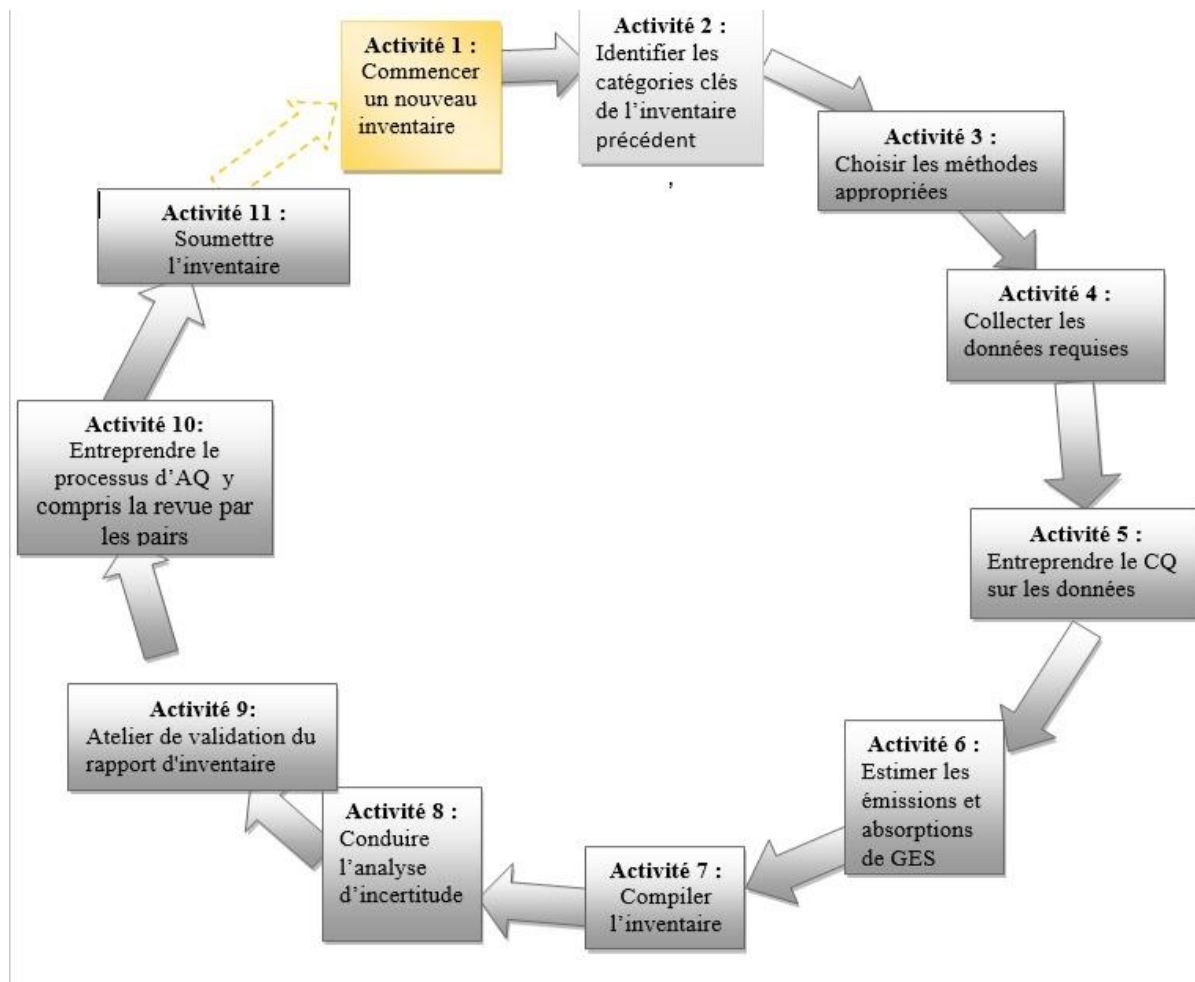 Activité 1 :
Commencer
un nouveau
inventaire
Activité 2 :
Identifier les
catégories clés
de l’inventaire
précédent
,
Activité 3 :
Choisir les méthodes
appropriées
Activité 4 :
Collecter les
données requises
Activité 5 :
Entreprendre le CQ
sur les données
Activité 6 :
Estimer les
émissions et
absorptions
de GES
Activité 7 :
Compiler
l’inventaire
Activité 8 :
Conduire
l’analyse
d’incertitude
Activité 9:
Atelier de validation du
rapport d'inventaire
Activité 10:
Entreprendre le
processus d’AQ y
compris la revue par
les pairs
Activité 11 :
Soumettre
l’inventaire